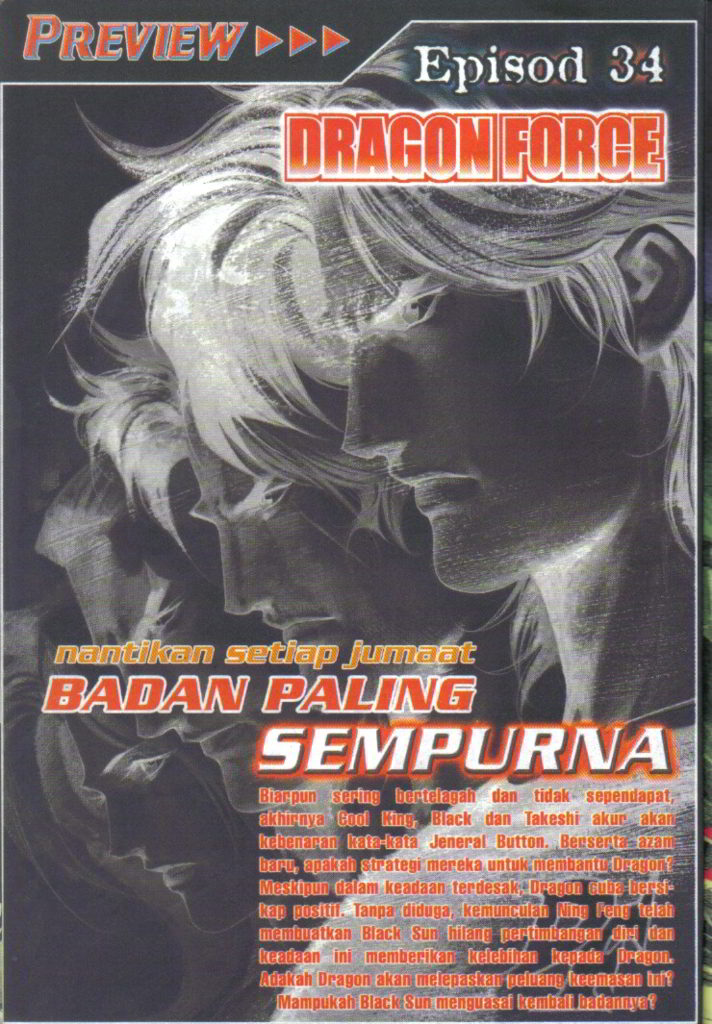 PREVIEW
Episod 34
DRAGON FORCE
nantikan setiap jumaat
BADAN PALING
SEMPURNA
Biarpun sering bertelagah dan tidak sependapat,
akhirnya Cool King, Black dan Takeshi akur akan
kebenaran kata-kata Jeneral Button. Berserta azam
baru, apakah strategi mereka untuk membantu Dragon?
Meskipun dalam keadaan terdesak, Dragon cuba bersi-
kap positif. Tanpa diduga, kemunculan Ning Feng telah
membuatkan Black Sun hilang pertimbangan diri dan
keadaan ini memberikan kelebihan kepada Dragon.
Adakah Dragon akan melepaskan peluang keemasan ini?
Mampukah Black Sun menguasai kembali badannya?